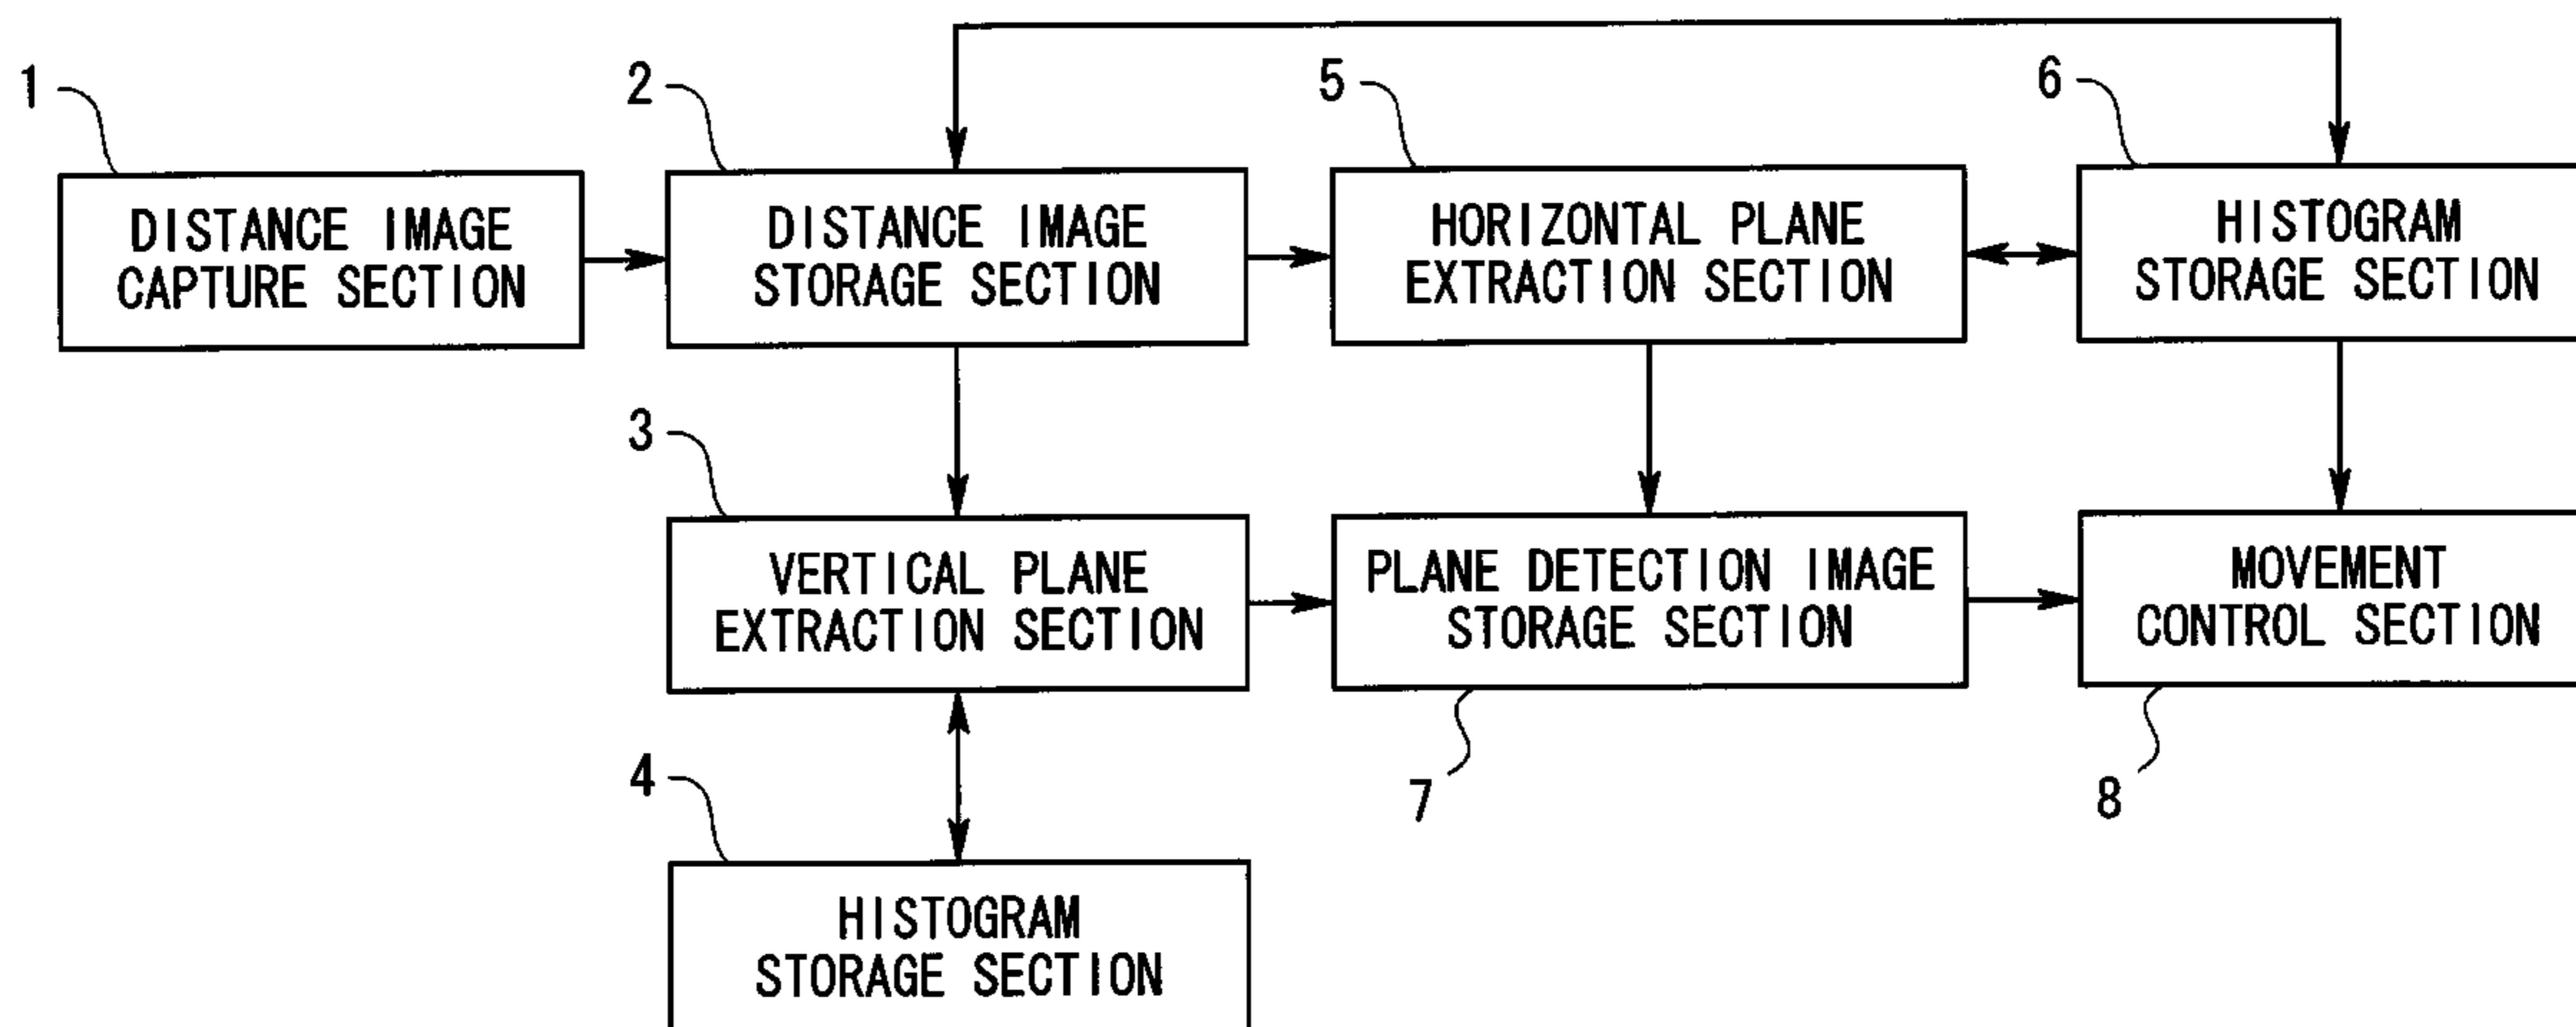 1
2
5
6
DISTANCE IMAGE
CAPTURE SECTION
DISTANCE IMAGE
STORAGE SECTION
HORIZONTAL PLANE
EXTRACTION SECTION
HISTOGRAM
STORAGE SECTION
3
VERTICAL PLANE
EXTRACTION SECTION
PLANE DETECTION IMAGE
STORAGE SECTION
MOVEMENT
CONTROL SECTION
4
7
8
HISTOGRAM
STORAGE SECTION